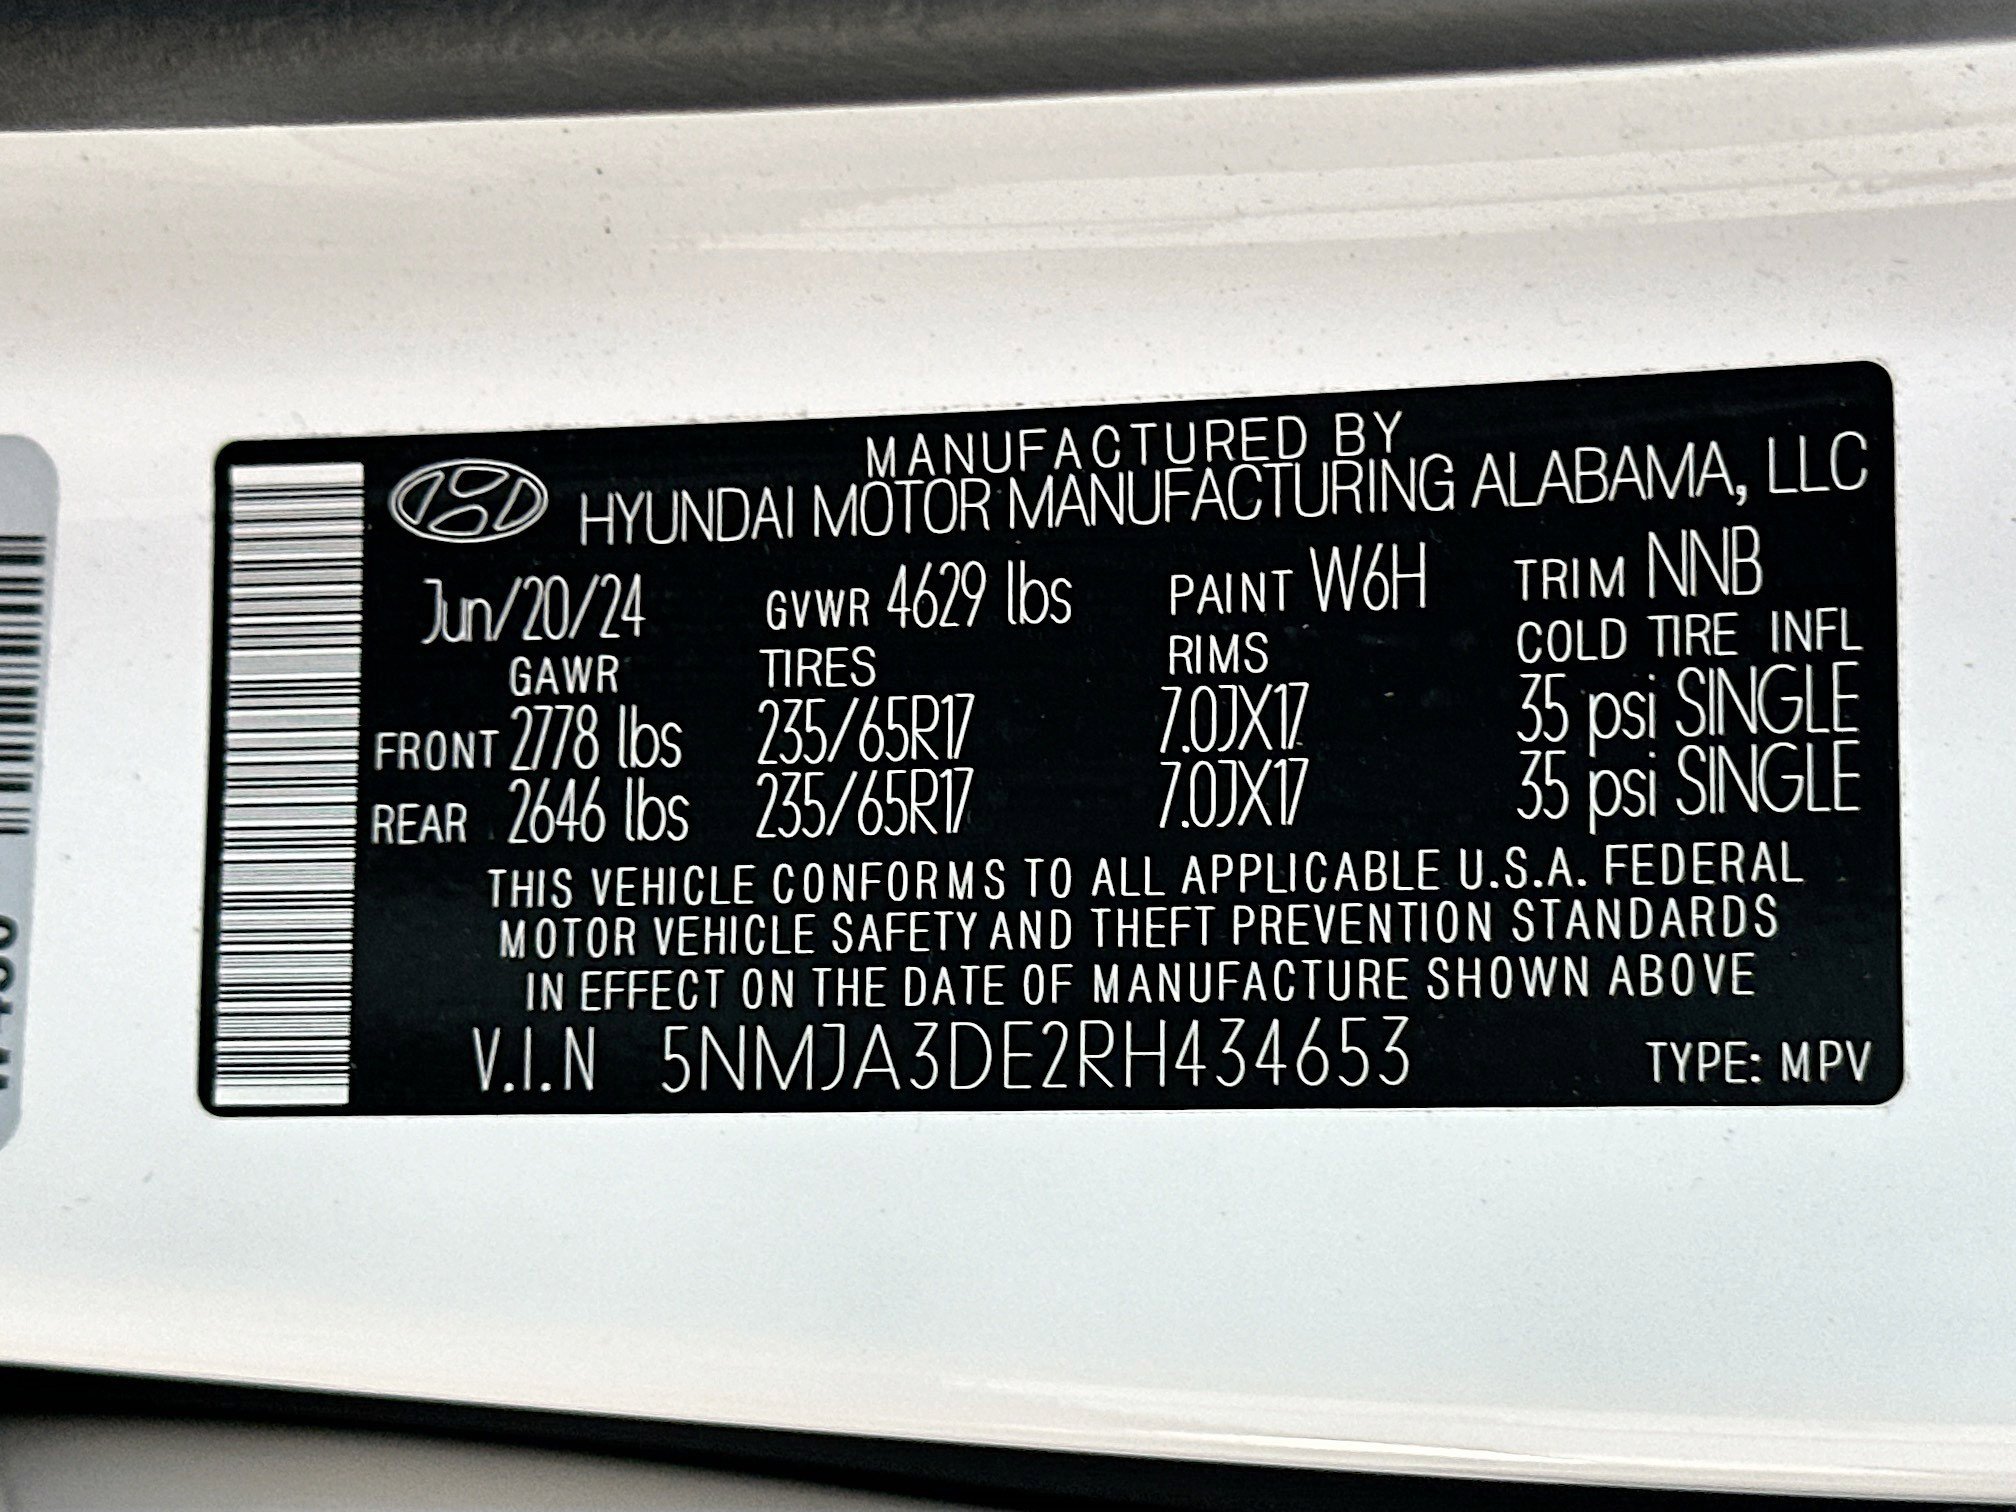 MANUFACTURED BY
HYUNDAI MOTOR MANUFACTURING ALABAMA, LLC
Jun/20/24 GVWR 4629 lbs PAINT W6H TRIM NNB
GAWR TIRES RIMS COLD TIRE INFL
FRONT 2778 lbs 235/65R17 7.0JX17 35 psi SINGLE
REAR 2646 lbs 235/65R17 7.0JX17 35 psi SINGLE
THIS VEHICLE CONFORMS TO ALL APPLICABLE U.S.A. FEDERAL
MOTOR VEHICLE SAFETY AND THEFT PREVENTION STANDARDS
IN EFFECT ON THE DATE OF MANUFACTURE SHOWN ABOVE
V.I.N 5NMJA3DE2RH434653 TYPE: MPV